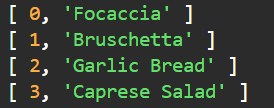 [ 0, 'Focaccia' ]
[ 1, 'Bruschetta' ]
[ 2, 'Garlic Bread' ]
[ 3, 'Caprese Salad' ]